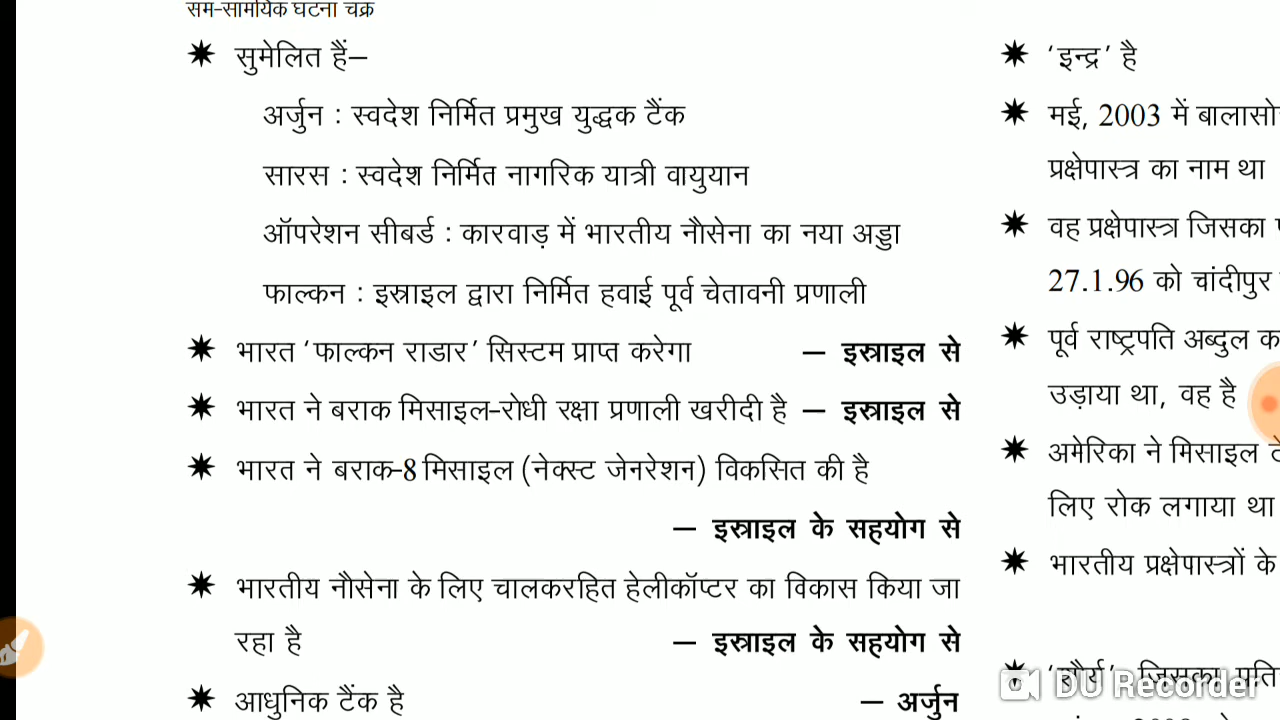 सम-सामयिक घटना चक्र
✷ सुमेलित हैं–
अर्जुन : स्वदेश निर्मित प्रमुख युद्धक टैंक
सारस : स्वदेश निर्मित नागरिक यात्री वायुयान
ऑपरेशन सीबर्ड : कारवाड़ में भारतीय नौसेना का नया अड्डा
फाल्कन : इस्राइल द्वारा निर्मित हवाई पूर्व चेतावनी प्रणाली
✷ भारत ‘फाल्कन राडार’ सिस्टम प्राप्त करेगा – इस्राइल से
✷ भारत ने बराक मिसाइल-रोधी रक्षा प्रणाली खरीदी है – इस्राइल से
✷ भारत ने बराक-8 मिसाइल (नेक्स्ट जेनरेशन) विकसित की है
– इस्राइल के सहयोग से
✷ भारतीय नौसेना के लिए चालकरहित हेलीकॉप्टर का विकास किया जा
रहा है – इस्राइल के सहयोग से
✷ आधुनिक टैंक है – अर्जुन
✷ ‘इन्द्र’ है
✷ मई, 2003 में
प्रक्षेपास्त्र का नाम था
✷ वह प्रक्षेपास्त्र जिसका
27.1.96 को चांदीपुर
✷ पूर्व राष्ट्रपति अब्दुल
उड़ाया था, वह है
✷ अमेरिका ने मिसाइल
लिए रोक लगाया था
✷ भारतीय प्रक्षेपास्त्रों के
✷ ‘शौर्य’, जिसका
DU Recorder